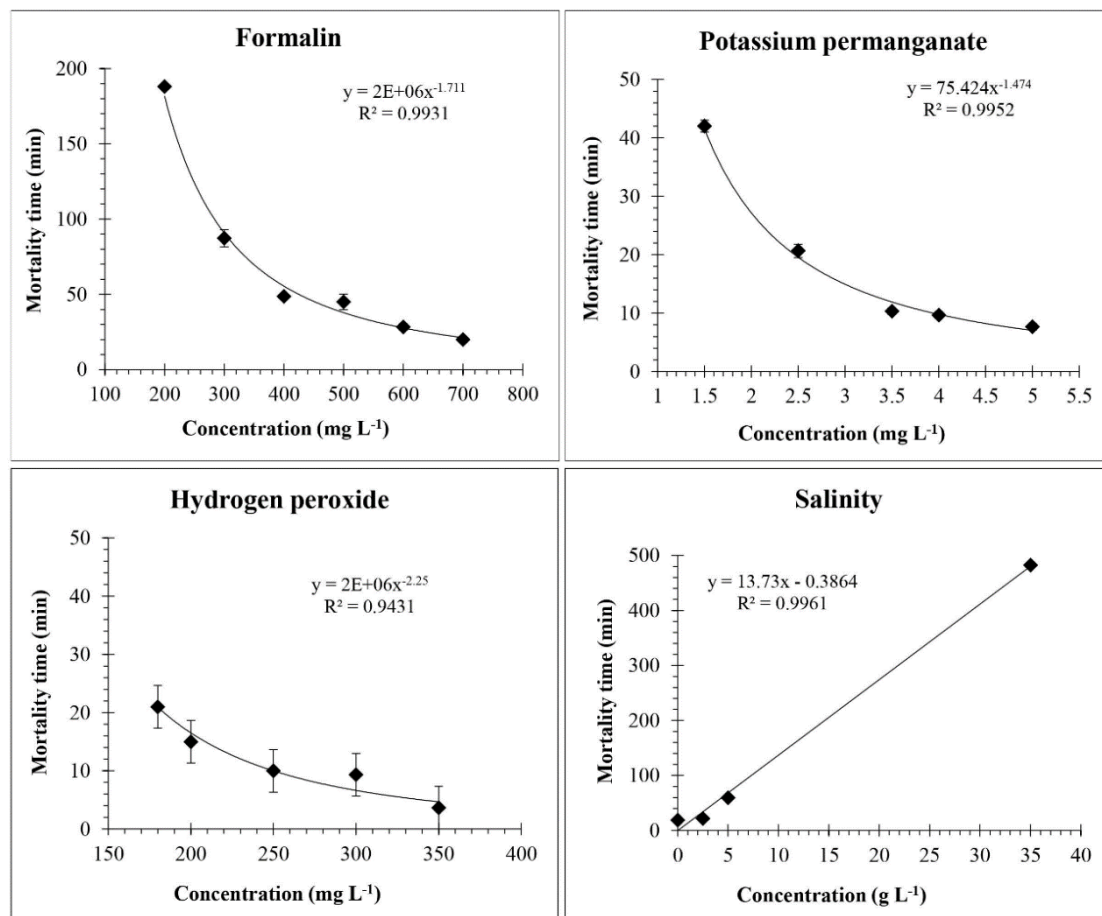 Formalin
y = 2E+06x^-1.711
R² = 0.9931
200
150
100
50
0
Mortality time (min)
100 200 300 400 500 600 700 800
Concentration (mg L⁻¹)
Potassium permanganate
y = 75.424x^-1.474
R² = 0.9952
50
40
30
20
10
0
Mortality time (min)
1 1.5 2 2.5 3 3.5 4 4.5 5 5.5
Concentration (mg L⁻¹)
Hydrogen peroxide
y = 2E+06x^-2.25
R² = 0.9431
50
40
30
20
10
0
Mortality time (min)
150 200 250 300 350 400
Concentration (mg L⁻¹)
Salinity
y = 13.73x - 0.3864
R² = 0.9961
500
400
300
200
100
0
Mortality time (min)
0 5 10 15 20 25 30 35 40
Concentration (g L⁻¹)